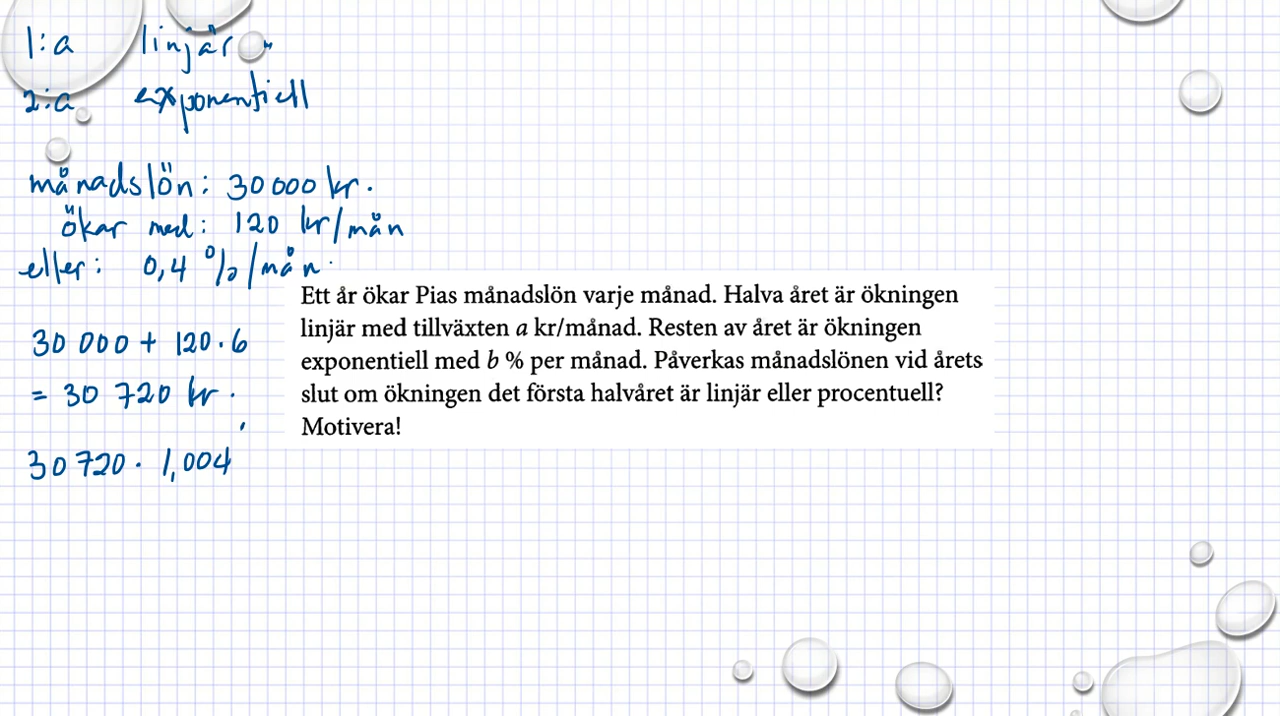 1:a linjär
2:a exponentiell
månadslön: 30 000 kr.
ökar med: 120 kr/mån
eller: 0,4 %/mån.
Ett år ökar Pias månadslön varje månad. Halva året är ökningen
linjär med tillväxten a kr/månad. Resten av året är ökningen
exponentiell med b % per månad. Påverkas månadslönen vid årets
slut om ökningen det första halvåret är linjär eller procentuell?
Motivera!
30 000 + 120 · 6
= 30 720 kr.
30 720 · 1,004